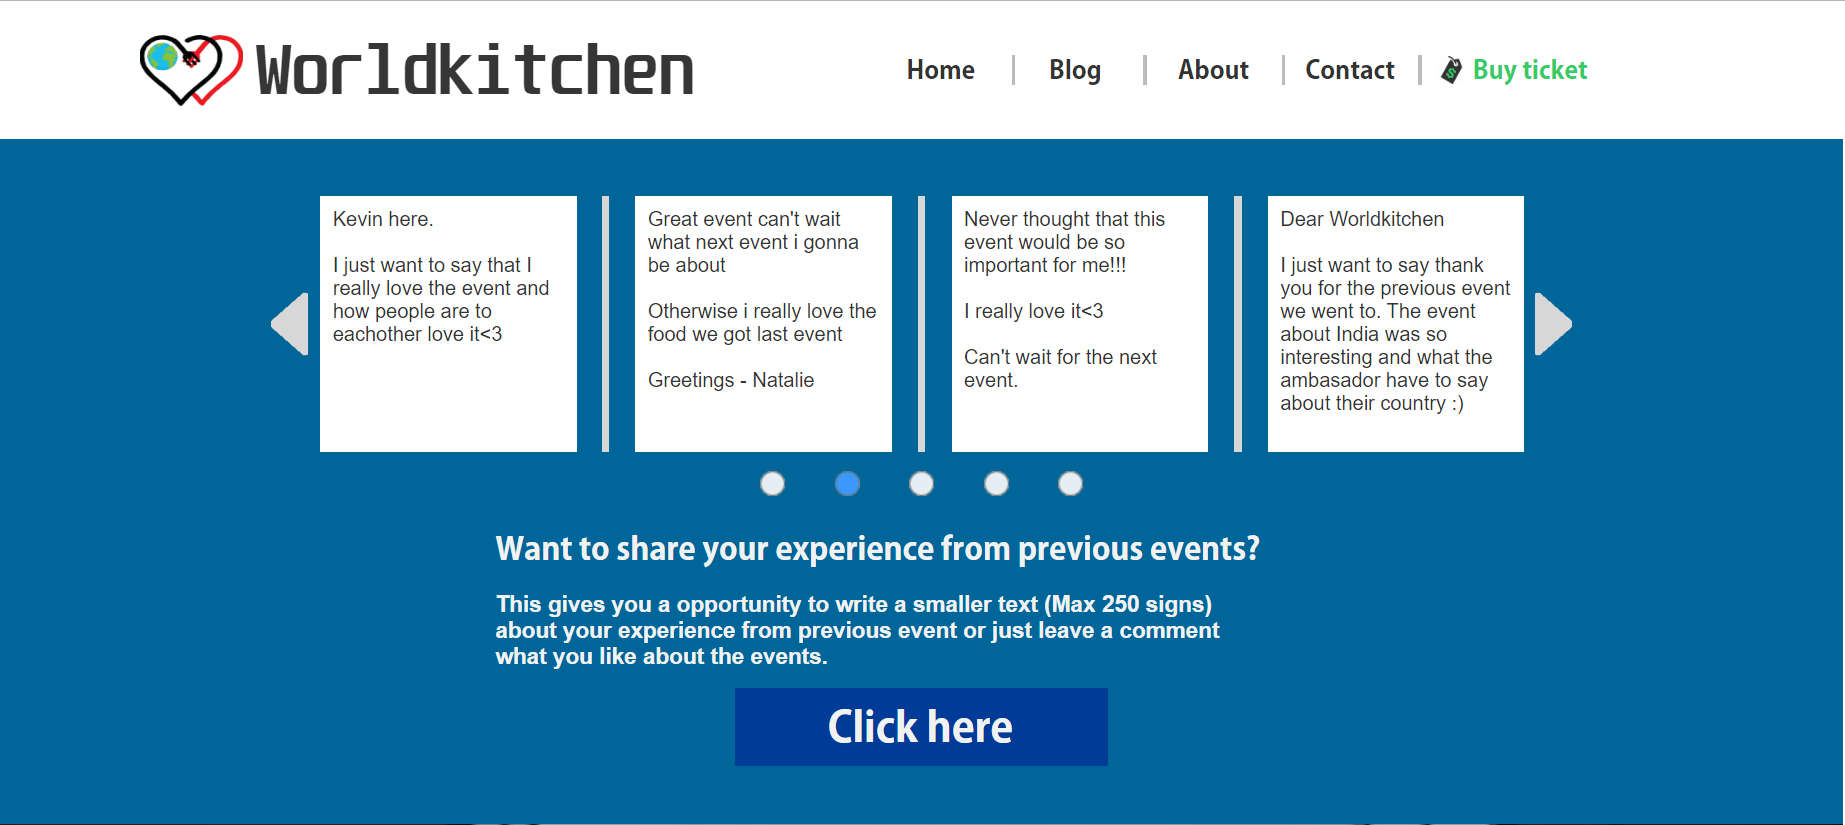 Worldkitchen
Home
Blog
About
Contact
Buy ticket
Kevin here.
I just want to say that I
really love the event and
how people are to
eachother love it<3
Great event can't wait
what next event i gonna
be about
Otherwise i really love the
food we got last event
Greetings - Natalie
Never thought that this
event would be so
important for me!!!
I really love it<3
Can't wait for the next
event.
Dear Worldkitchen
I just want to say thank
you for the previous event
we went to. The event
about India was so
interesting and what the
ambasador have to say
about their country :)
Want to share your experience from previous events?
This gives you a opportunity to write a smaller text (Max 250 signs)
about your experience from previous event or just leave a comment
what you like about the events.
Click here